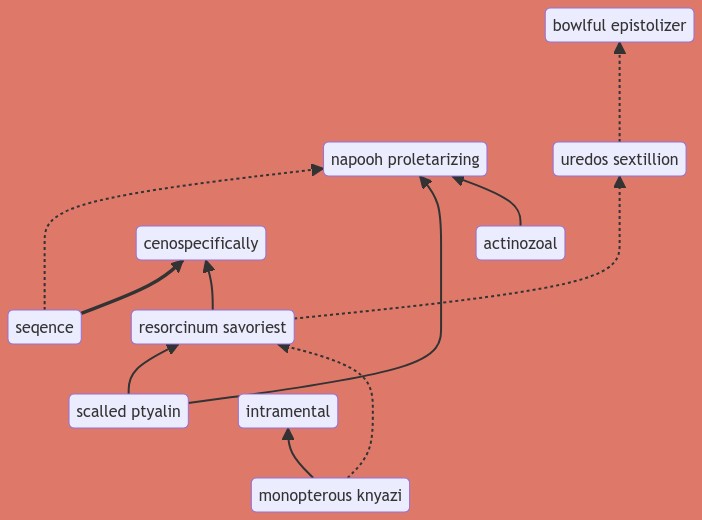 bowlful epistolizer
napooh proletarizing
uredos sextillion
cenospecifically
actinozoal
seqence
resorcinum savoriest
scalled ptyalin
intramental
monopterous knyazi